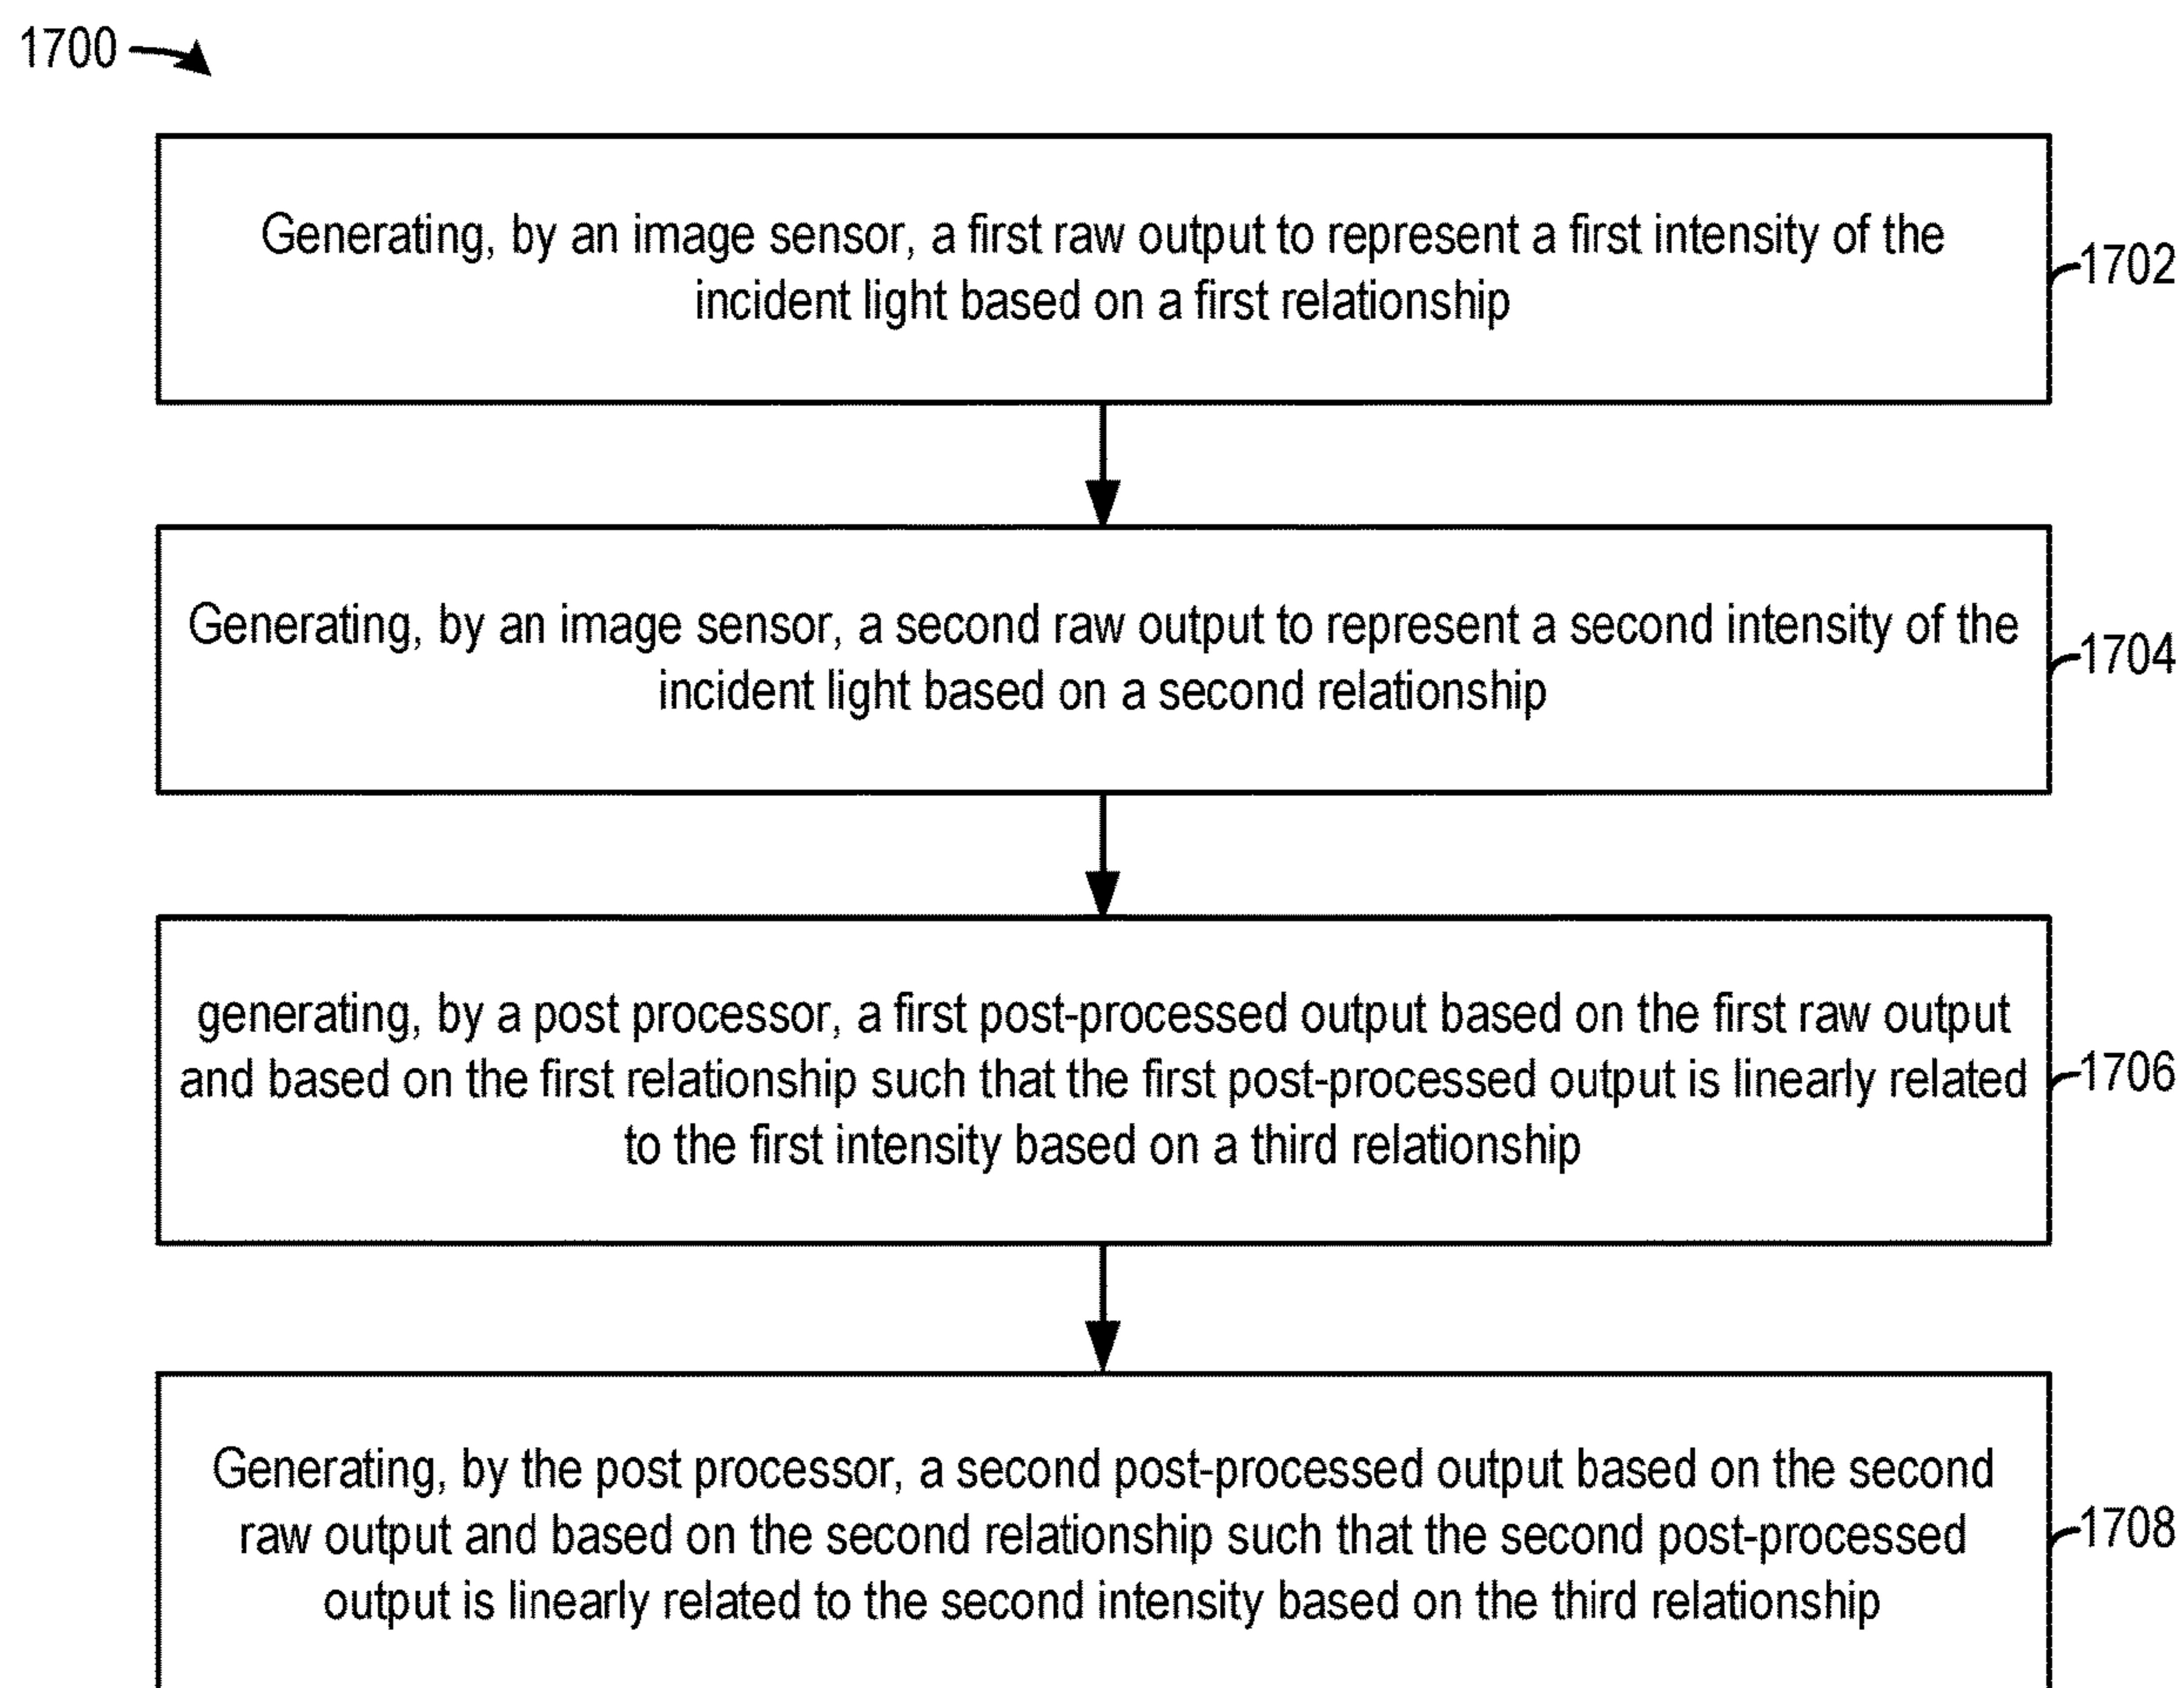 1700
Generating, by an image sensor, a first raw output to represent a first intensity of the
incident light based on a first relationship
1702
Generating, by an image sensor, a second raw output to represent a second intensity of the
incident light based on a second relationship
1704
generating, by a post processor, a first post-processed output based on the first raw output
and based on the first relationship such that the first post-processed output is linearly related
to the first intensity based on a third relationship
1706
Generating, by the post processor, a second post-processed output based on the second
raw output and based on the second relationship such that the second post-processed
output is linearly related to the second intensity based on the third relationship
1708